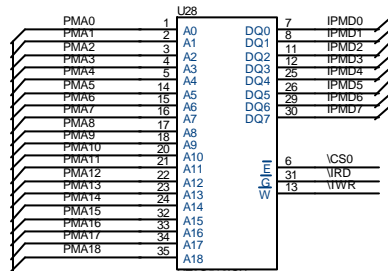 U28
PMA0 1 A0 DQ0 7 IPMD0
PMA1 2 A1 DQ1 8 IPMD1
PMA2 3 A2 DQ2 11 IPMD2
PMA3 4 A3 DQ3 12 IPMD3
PMA4 5 A4 DQ4 25 IPMD4
PMA5 14 A5 DQ5 26 IPMD5
PMA6 15 A6 DQ6 29 IPMD6
PMA7 16 A7 DQ7 30 IPMD7
PMA8 17 A8
PMA9 18 A9
PMA10 20 A10
PMA11 21 A11 E 6 \CS0
PMA12 22 A12 G 31 \IRD
PMA13 23 A13 W 13 \IWR
PMA14 24 A14
PMA15 32 A15
PMA16 33 A16
PMA17 34 A17
PMA18 35 A18